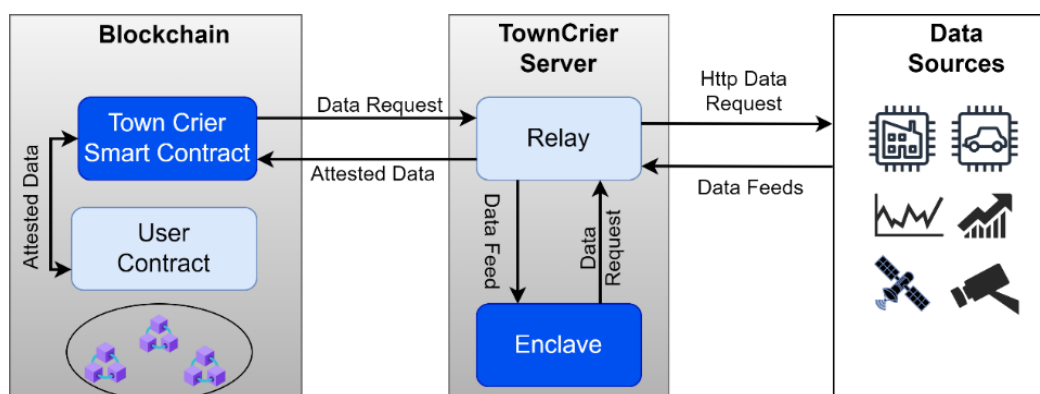 Blockchain
Town Crier
Smart Contract
User
Contract
Attested Data
Data Request
Attested Data
TownCrier
Server
Relay
Data Feed
Data
Request
Enclave
Http Data
Request
Data Feeds
Data
Sources